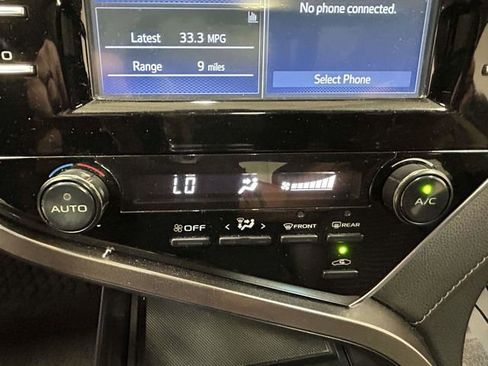 No phone connected.
Latest 33.3 MPG
Range 9 miles
Select Phone
LO
AUTO
A/C
OFF
FRONT
REAR